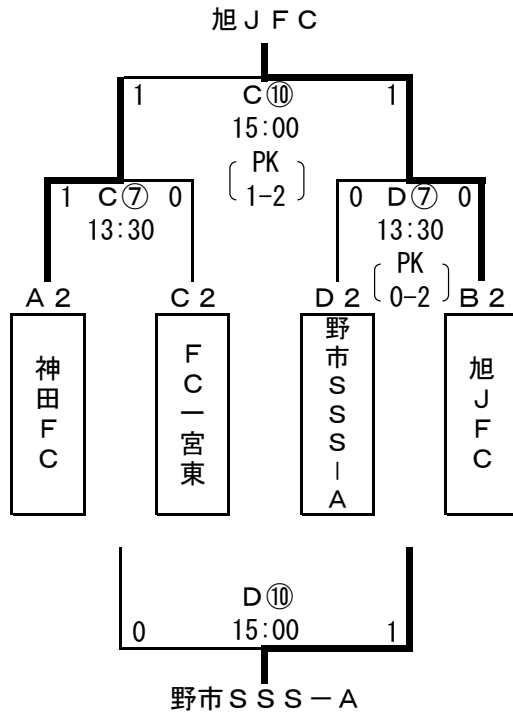 旭ＪＦＣ
1 Ｃ⑩ 1
15:00
PK
1-2
1 Ｃ⑦ 0
13:30
0 Ｄ⑦ 0
13:30
PK
0-2
Ａ２ Ｃ２ Ｄ２ Ｂ２
神田ＦＣ
ＦＣ一宮東
野市ＳＳＳ－Ａ
旭ＪＦＣ
Ｄ⑩
0 15:00 1
野市ＳＳＳ－Ａ